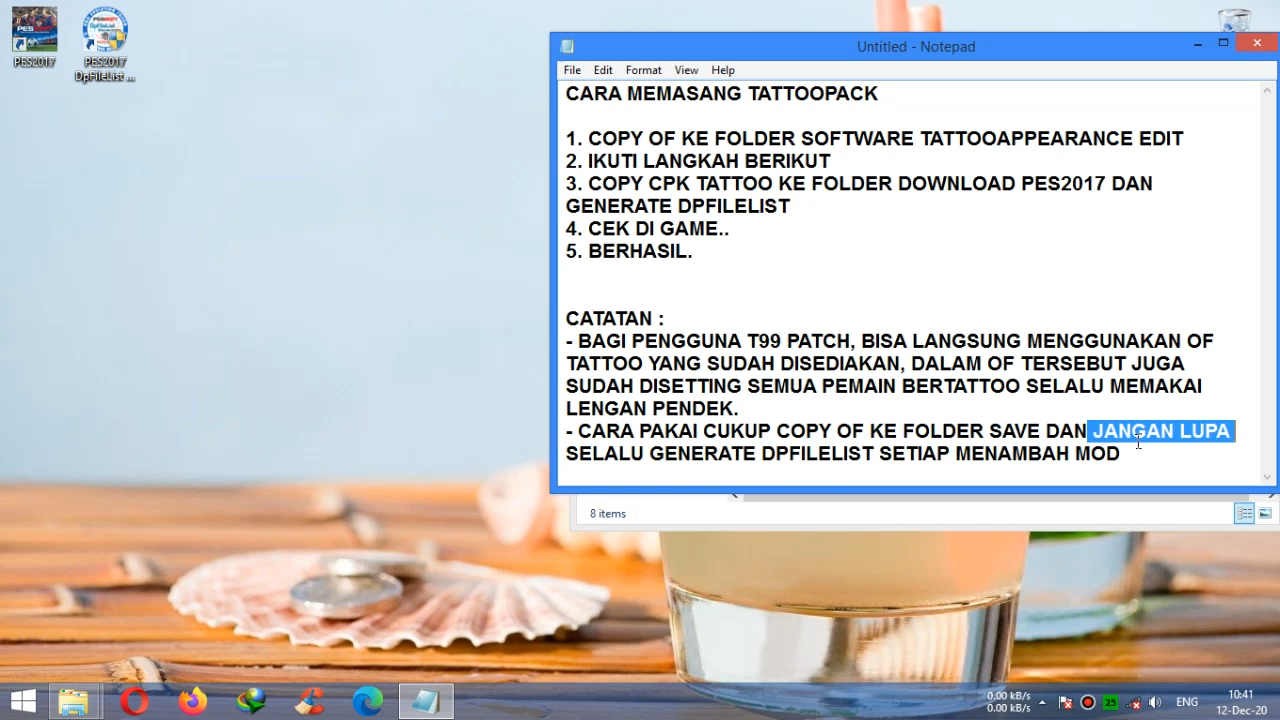 PES2017
PES2017
DpFileList ...
Untitled - Notepad
File Edit Format View Help
CARA MEMASANG TATTOOPACK
1. COPY OF KE FOLDER SOFTWARE TATTOOAPPEARANCE EDIT
2. IKUTI LANGKAH BERIKUT
3. COPY CPK TATTOO KE FOLDER DOWNLOAD PES2017 DAN
GENERATE DPFILELIST
4. CEK DI GAME..
5. BERHASIL.
CATATAN :
- BAGI PENGGUNA T99 PATCH, BISA LANGSUNG MENGGUNAKAN OF
TATTOO YANG SUDAH DISEDIAKAN, DALAM OF TERSEBUT JUGA
SUDAH DISETTING SEMUA PEMAIN BERTATTOO SELALU MEMAKAI
LENGAN PENDEK.
- CARA PAKAI CUKUP COPY OF KE FOLDER SAVE DAN JANGAN LUPA
SELALU GENERATE DPFILELIST SETIAP MENAMBAH MOD
8 items
0.00 kB/s
0.00 kB/s
25
ENG
10:41
12-Dec-20